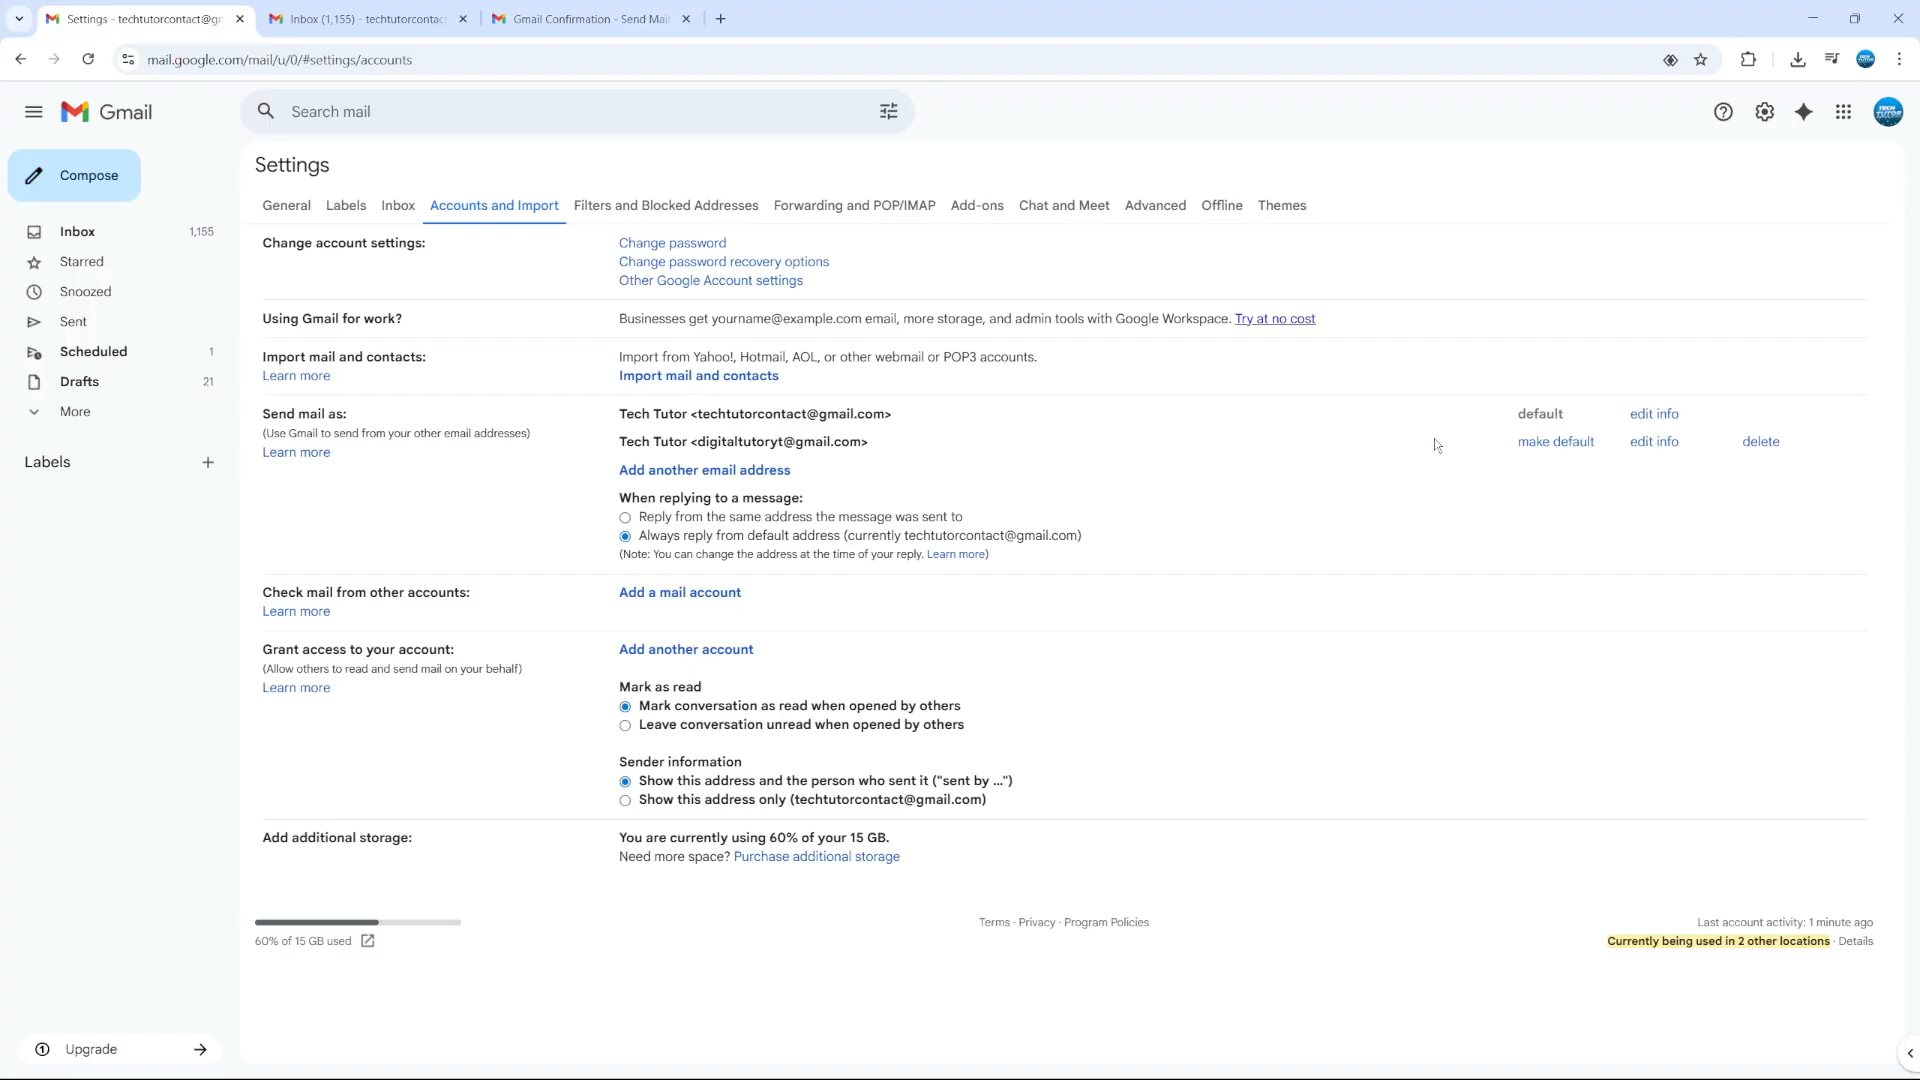 Settings - techtutorcontact@gr
Inbox (1,155) - techtutorcontac
Gmail Confirmation - Send Mail
mail.google.com/mail/u/0/#settings/accounts
Gmail
Search mail
TECH TUTOR
Compose
Inbox 1,155
Starred
Snoozed
Sent
Scheduled 1
Drafts 21
More
Labels
Settings
General Labels Inbox Accounts and Import Filters and Blocked Addresses Forwarding and POP/IMAP Add-ons Chat and Meet Advanced Offline Themes
Change account settings: Change password
Change password recovery options
Other Google Account settings
Using Gmail for work? Businesses get yourname@example.com email, more storage, and admin tools with Google Workspace. Try at no cost
Import mail and contacts: Import from Yahoo!, Hotmail, AOL, or other webmail or POP3 accounts.
Learn more Import mail and contacts
Send mail as: Tech Tutor <techtutorcontact@gmail.com> default edit info
(Use Gmail to send from your other email addresses) Tech Tutor <digitaltutoryt@gmail.com> make default edit info delete
Learn more
Add another email address
When replying to a message:
Reply from the same address the message was sent to
Always reply from default address (currently techtutorcontact@gmail.com)
(Note: You can change the address at the time of your reply. Learn more)
Check mail from other accounts: Add a mail account
Learn more
Grant access to your account: Add another account
(Allow others to read and send mail on your behalf)
Learn more
Mark as read
Mark conversation as read when opened by others
Leave conversation unread when opened by others
Sender information
Show this address and the person who sent it ("sent by ...")
Show this address only (techtutorcontact@gmail.com)
Add additional storage: You are currently using 60% of your 15 GB.
Need more space? Purchase additional storage
60% of 15 GB used
Terms · Privacy · Program Policies
Last account activity: 1 minute ago
Currently being used in 2 other locations · Details
Upgrade